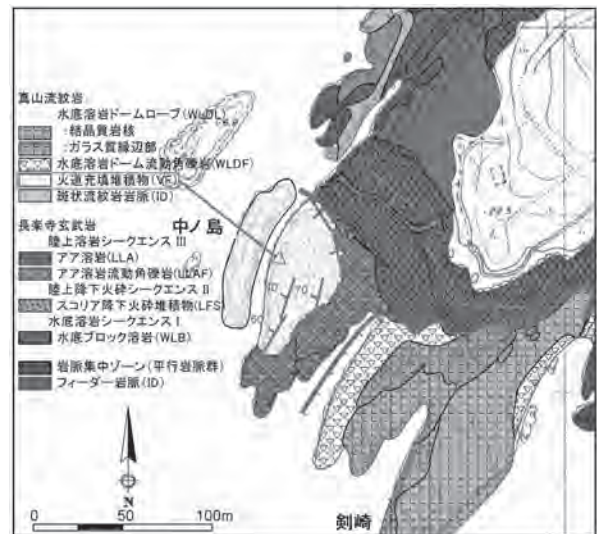 真山流紋岩
水底溶岩ドームローブ(WLDL)
:結晶質岩核
:ガラス質縁辺部
水底溶岩ドーム流動角礫岩(WLDF)
火道充填堆積物(VF)
斑状流紋岩岩脈(ID)
長楽寺玄武岩
陸上溶岩シークエンス III
アア溶岩(LLA)
アア溶岩流動角礫岩(LLAF)
陸上降下火砕シークエンス II
スコリア降下火砕堆積物(LFS)
水底溶岩シークエンス I
水底ブロック溶岩(WLB)
岩脈集中ゾーン(平行岩脈群)
フィーダー岩脈(ID)
中ノ島
70
60
N
0 50 100m
剣崎